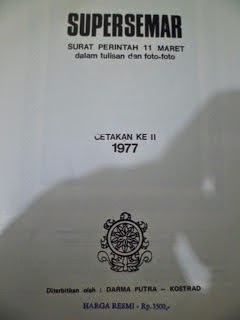 SUPERSEMAR
SURAT PERINTAH 11 MARET
dalam tulisan dan foto-foto
CETAKAN KE II
1977
Diterbitkan oleh : DARMA PUTRA — KOSTRAD
HARGA RESMI - Rp. 3500,-